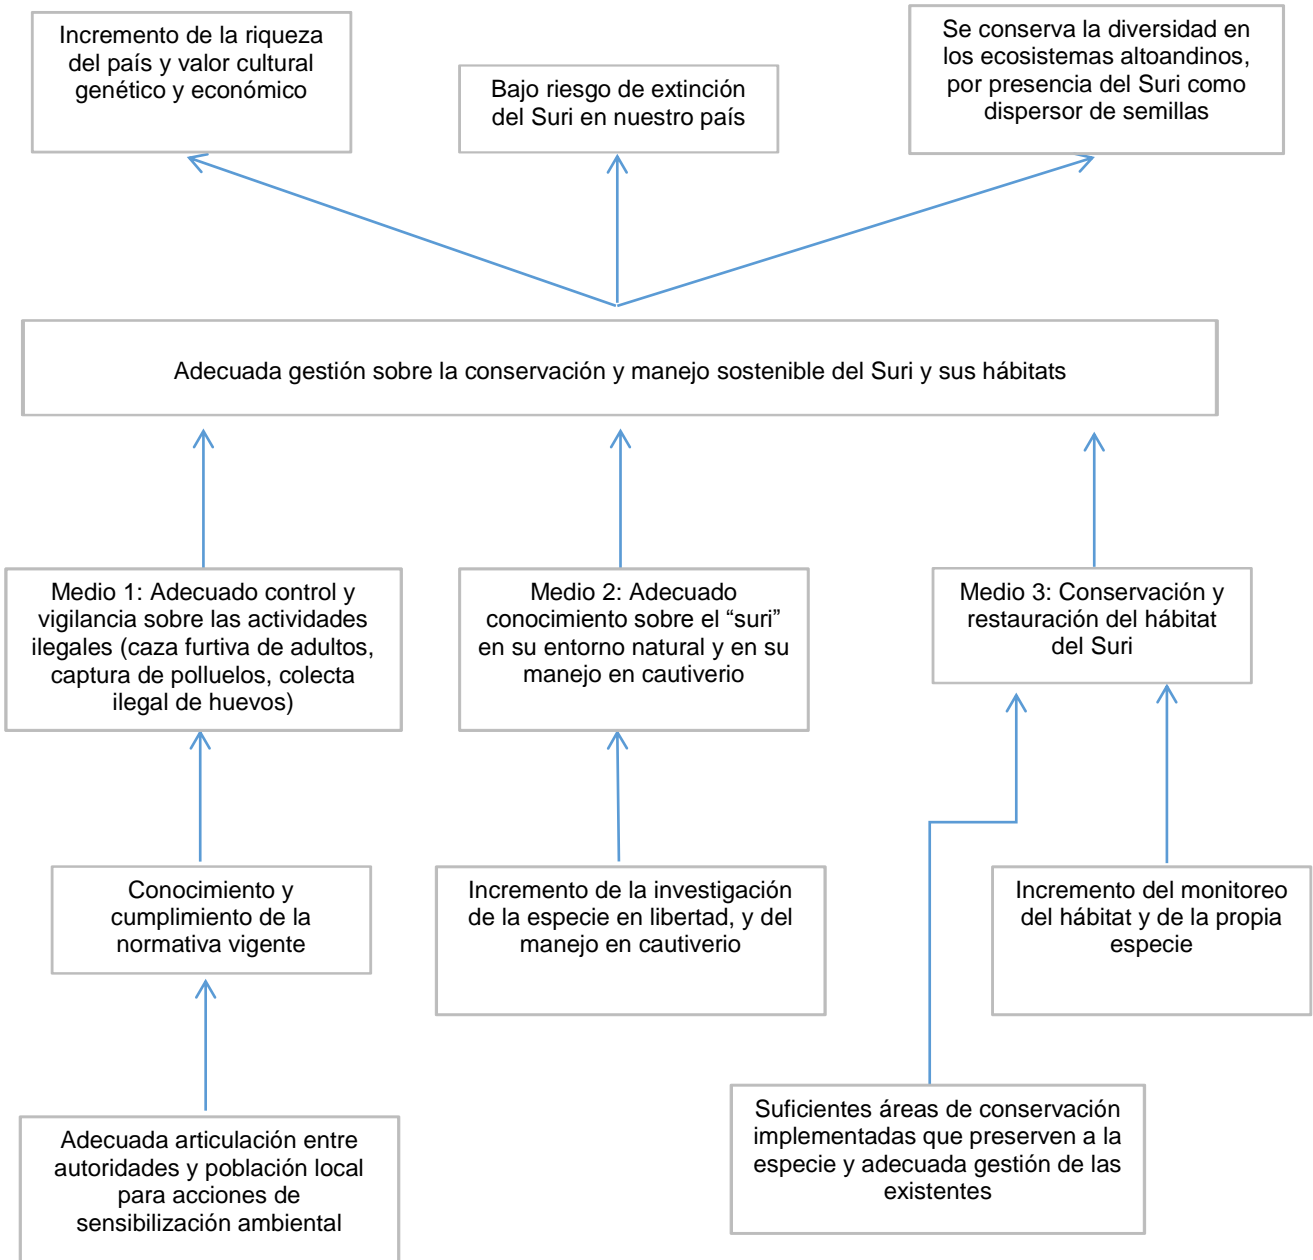 Incremento de la riqueza
del país y valor cultural
genético y económico
Bajo riesgo de extinción
del Suri en nuestro país
Se conserva la diversidad en
los ecosistemas altoandinos,
por presencia del Suri como
dispersor de semillas
Adecuada gestión sobre la conservación y manejo sostenible del Suri y sus hábitats
Medio 1: Adecuado control y
vigilancia sobre las actividades
ilegales (caza furtiva de adultos,
captura de polluelos, colecta
ilegal de huevos)
Medio 2: Adecuado
conocimiento sobre el “suri”
en su entorno natural y en su
manejo en cautiverio
Medio 3: Conservación y
restauración del hábitat
del Suri
Conocimiento y
cumplimiento de la
normativa vigente
Incremento de la investigación
de la especie en libertad, y del
manejo en cautiverio
Incremento del monitoreo
del hábitat y de la propia
especie
Adecuada articulación entre
autoridades y población local
para acciones de
sensibilización ambiental
Suficientes áreas de conservación
implementadas que preserven a la
especie y adecuada gestión de las
existentes